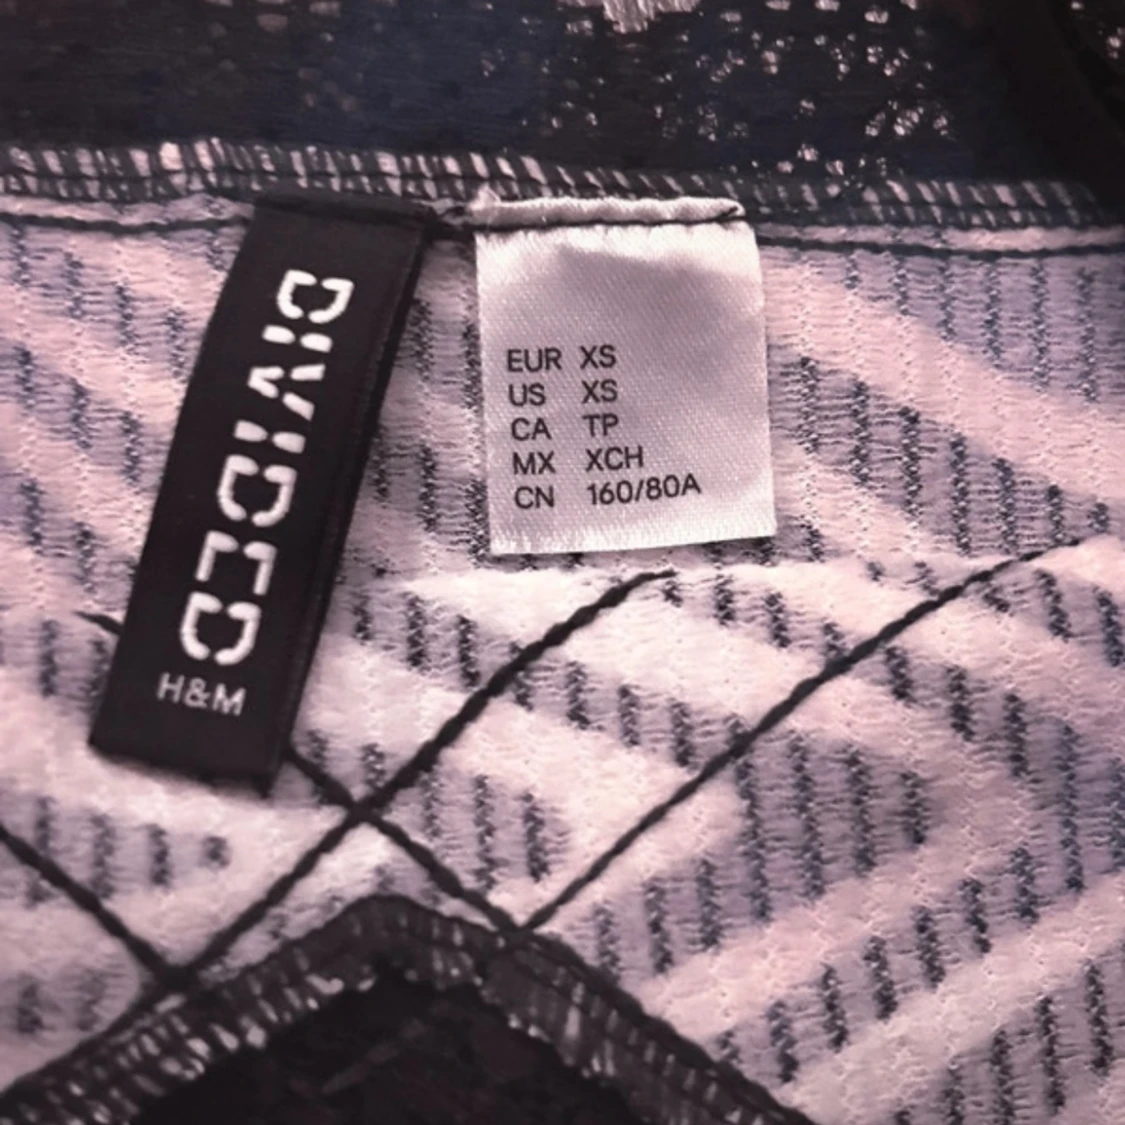 DIVIDED
H&M
EUR XS
US XS
CA TP
MX XCH
CN 160/80A